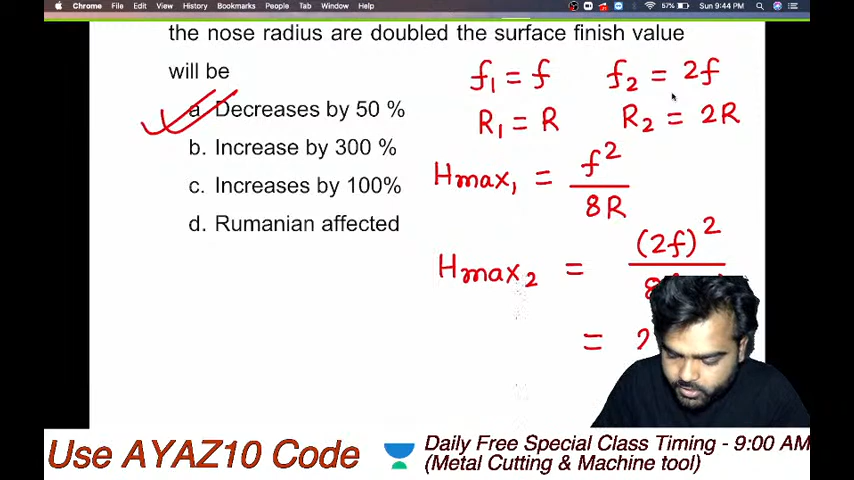 Chrome File Edit View History Bookmarks People Tab Window Help 57% Sun 9:44 PM
the nose radius are doubled the surface finish value
will be
a. Decreases by 50 %
b. Increase by 300 %
c. Increases by 100%
d. Rumanian affected
f₁ = f f₂ = 2f
R₁ = R R₂ = 2R
Hmax₁ = f² / 8R
Hmax₂ = (2f)² / 8
= 2
Use AYAZ10 Code
Daily Free Special Class Timing - 9:00 AM
(Metal Cutting & Machine tool)